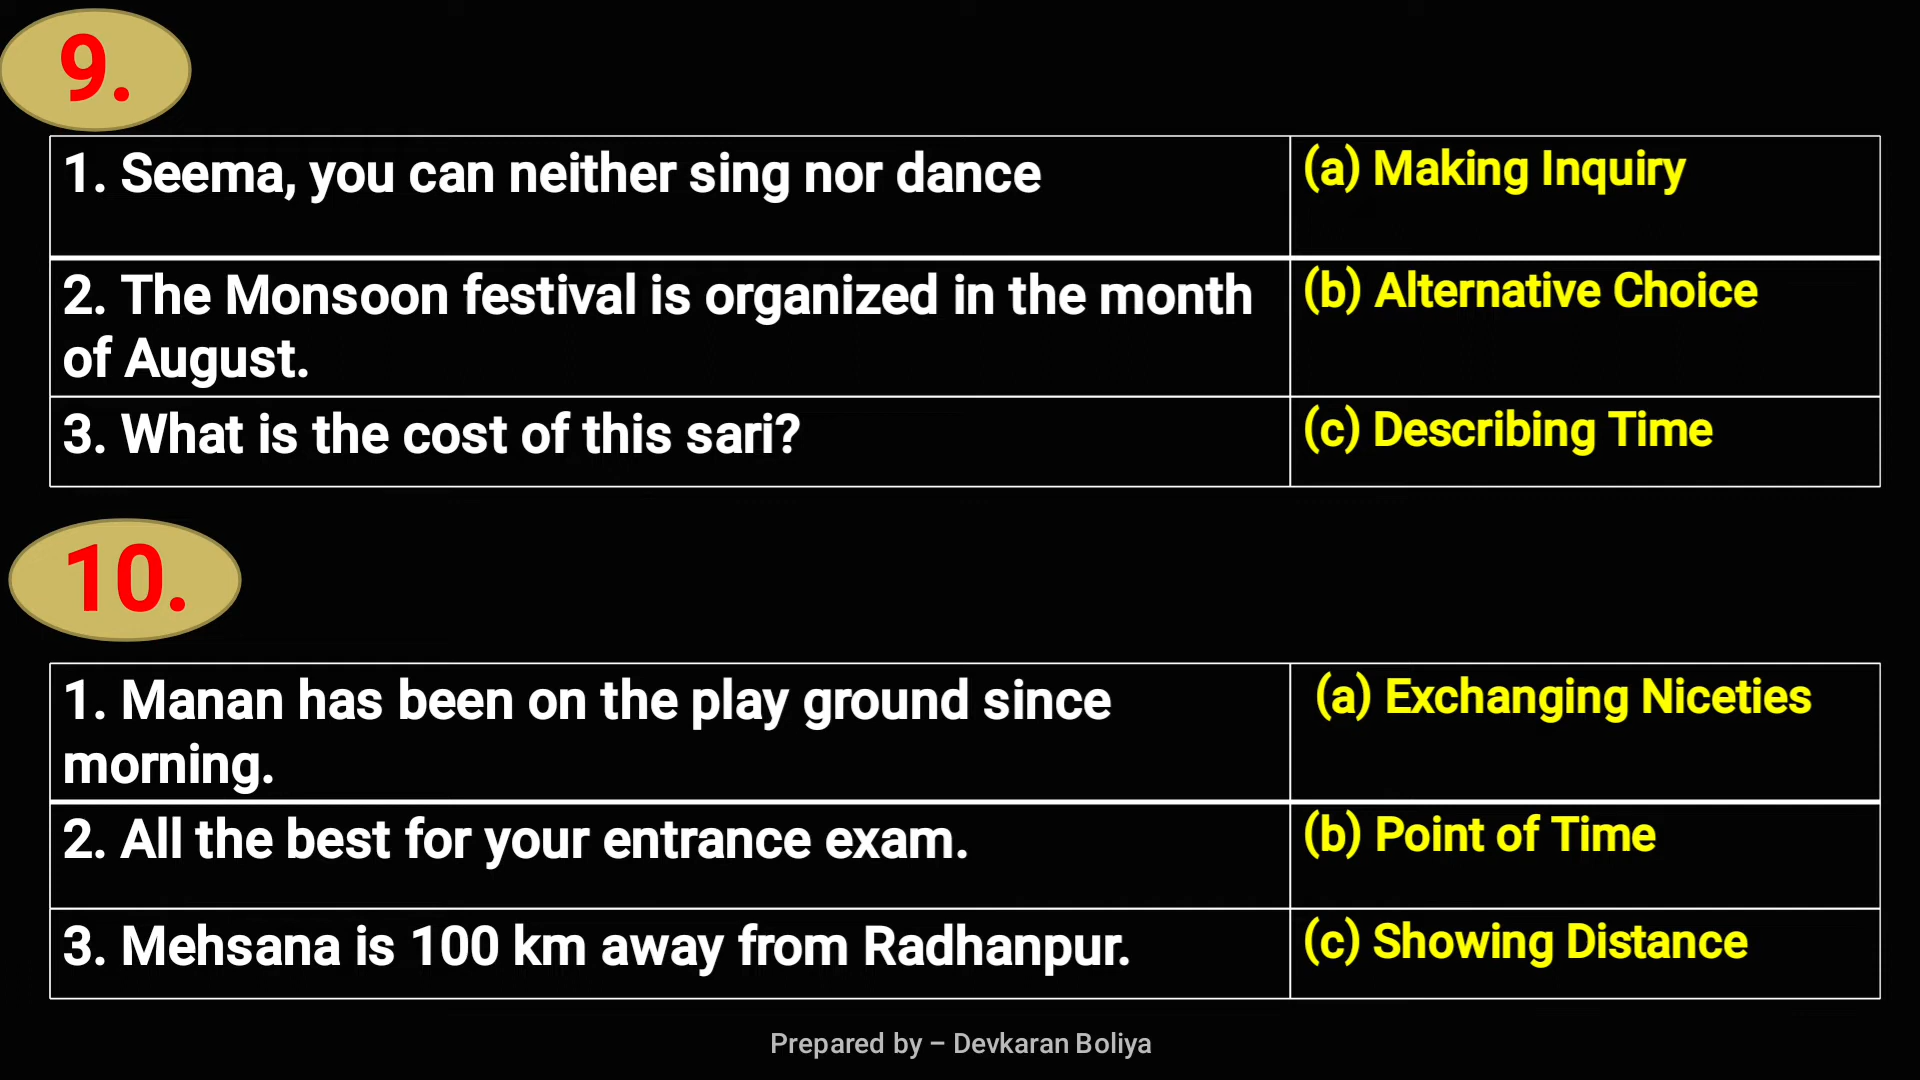 9.
1. Seema, you can neither sing nor dance
(a) Making Inquiry
2. The Monsoon festival is organized in the month
of August.
(b) Alternative Choice
3. What is the cost of this sari?
(c) Describing Time
10.
1. Manan has been on the play ground since
morning.
(a) Exchanging Niceties
2. All the best for your entrance exam.
(b) Point of Time
3. Mehsana is 100 km away from Radhanpur.
(c) Showing Distance
Prepared by – Devkaran Boliya